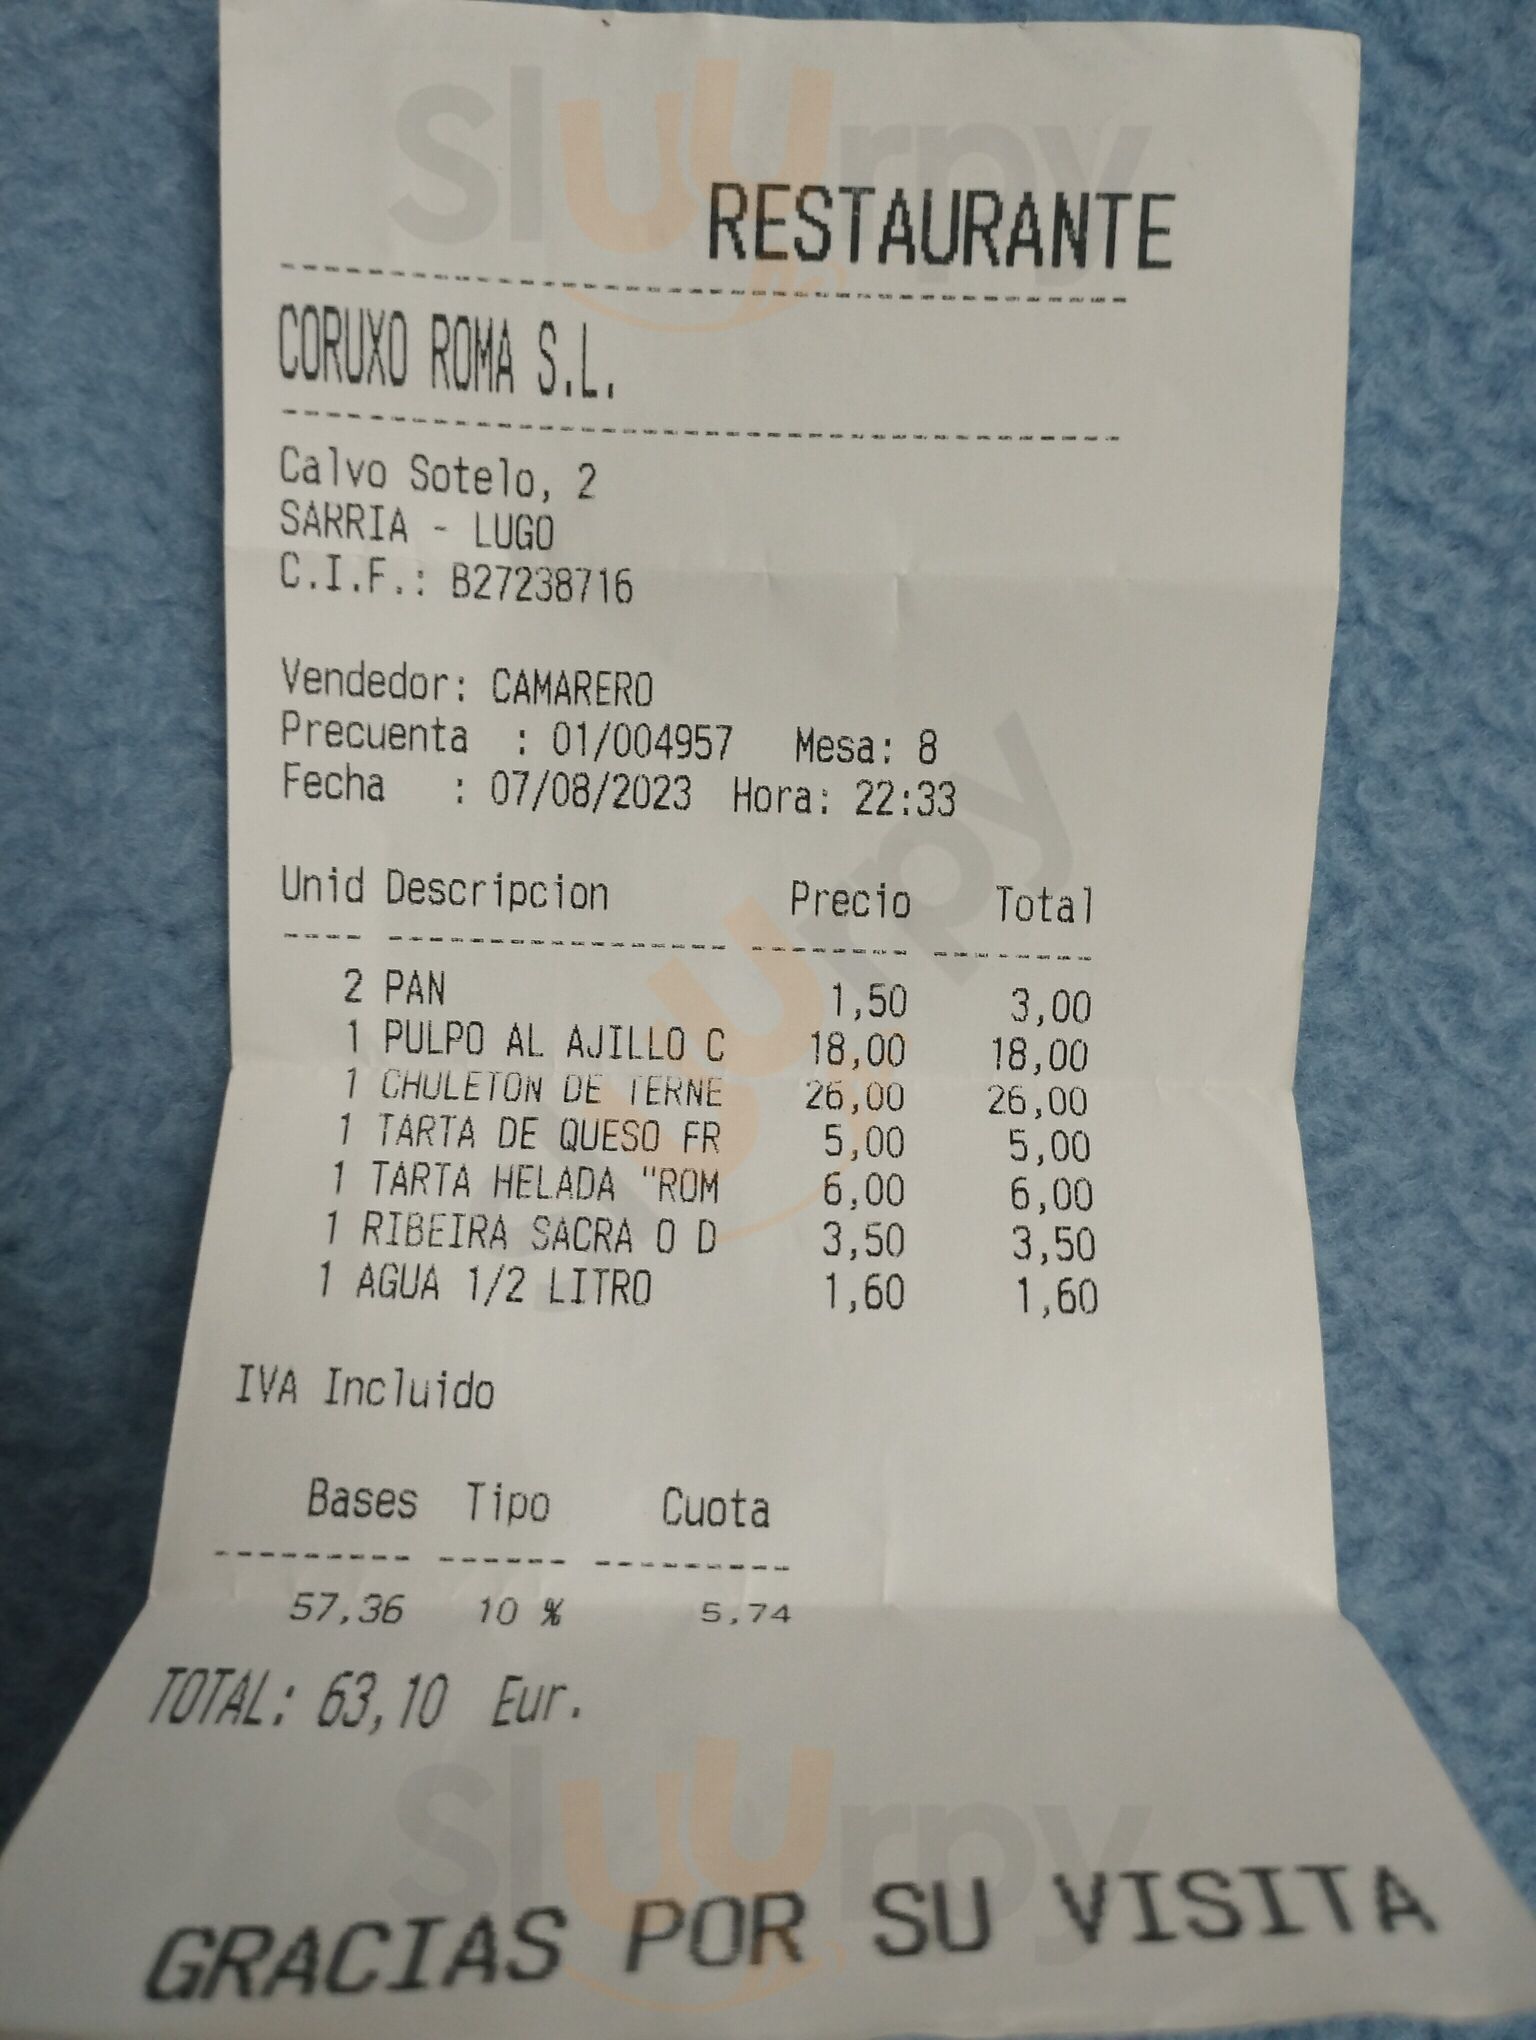 RESTAURANTE
CORUXO ROMA S.L.
Calvo Sotelo, 2
SARRIA - LUGO
C.I.F.: B27238716
Vendedor: CAMARERO
Precuenta : 01/004957 Mesa: 8
Fecha : 07/08/2023 Hora: 22:33
Unid Descripcion Precio Total
2 PAN 1,50 3,00
1 PULPO AL AJILLO C 18,00 18,00
1 CHULETON DE TERNE 26,00 26,00
1 TARTA DE QUESO FR 5,00 5,00
1 TARTA HELADA "ROM 6,00 6,00
1 RIBEIRA SACRA O D 3,50 3,50
1 AGUA 1/2 LITRO 1,60 1,60
IVA Incluido
Bases Tipo Cuota
57,36 10 % 5,74
TOTAL: 63,10 Eur.
GRACIAS POR SU VISITA
sluurpy
sluurpy
sluurpy